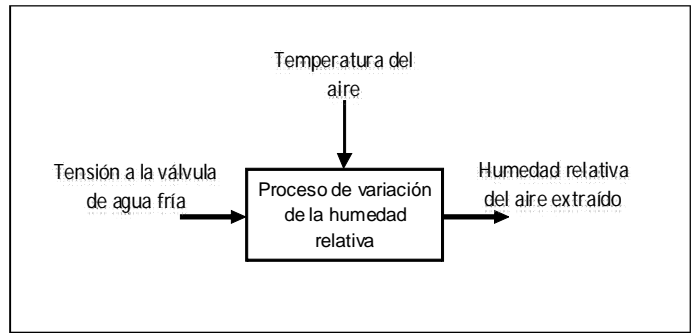 Temperatura del
aire
Tensión a la válvula
de agua fría
Proceso de variación
de la humedad
relativa
Humedad relativa
del aire extraído